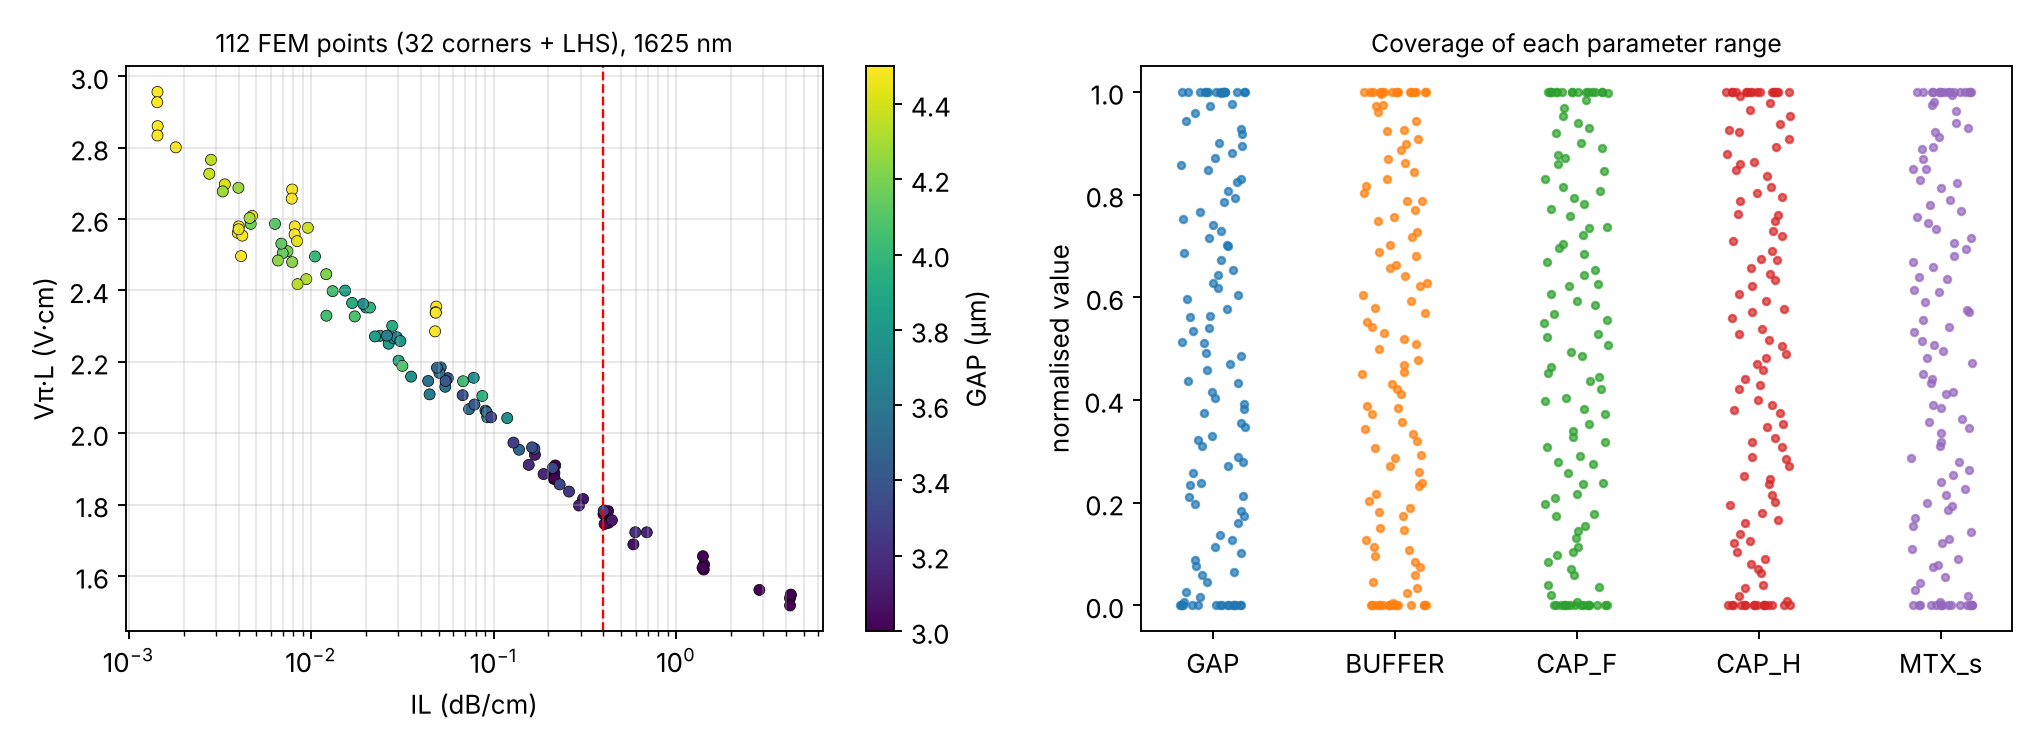 112 FEM points (32 corners + LHS), 1625 nm
Vπ·L (V·cm)
3.0
2.8
2.6
2.4
2.2
2.0
1.8
1.6
10⁻³
10⁻²
10⁻¹
10⁰
IL (dB/cm)
4.4
4.2
4.0
3.8
3.6
3.4
3.2
3.0
GAP (µm)
Coverage of each parameter range
normalised value
1.0
0.8
0.6
0.4
0.2
0.0
GAP
BUFFER
CAP_F
CAP_H
MTX_s